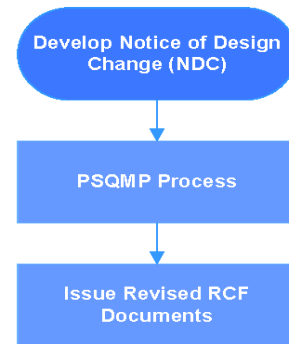 Develop Notice of Design
Change (NDC)
PSQMP Process
Issue Revised RCF
Documents